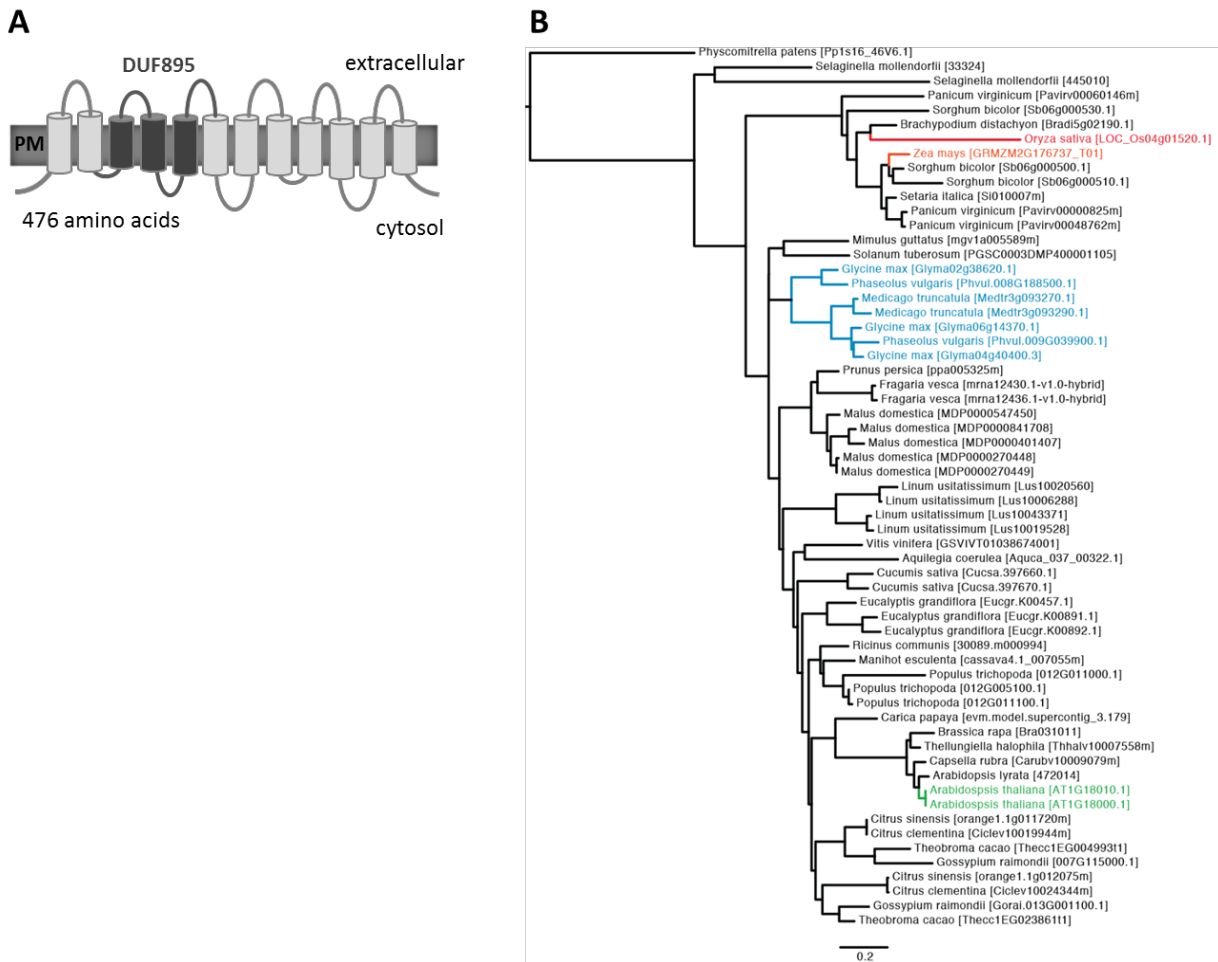 A
DUF895
extracellular
PM
476 amino acids
cytosol
B
Physcomitrella patens [Pp1s16_46V6.1]
Selaginella mollendorfii [33324]
Selaginella mollendorfii [445010]
Panicum virginicum [Pavirv00060146m]
Sorghum bicolor [Sb06g000530.1]
Brachypodium distachyon [Bradi5g02190.1]
Oryza sativa [LOC_Os04g01520.1]
Zea mays [GRMZM2G176737_T01]
Sorghum bicolor [Sb06g000500.1]
Sorghum bicolor [Sb06g000510.1]
Setaria italica [Si010007m]
Panicum virginicum [Pavirv00000825m]
Panicum virginicum [Pavirv00048762m]
Mimulus guttatus [mgv1a005589m]
Solanum tuberosum [PGSC0003DMP400001105]
Glycine max [Glyma02g38620.1]
Phaseolus vulgaris [Phvul.008G188500.1]
Medicago truncatula [Medtr3g093270.1]
Medicago truncatula [Medtr3g093290.1]
Glycine max [Glyma06g14370.1]
Phaseolus vulgaris [Phvul.009G039900.1]
Glycine max [Glyma04g40400.3]
Prunus persica [ppa005325m]
Fragaria vesca [mrna12430.1-v1.0-hybrid]
Fragaria vesca [mrna12436.1-v1.0-hybrid]
Malus domestica [MDP0000547450]
Malus domestica [MDP0000841708]
Malus domestica [MDP0000401407]
Malus domestica [MDP0000270448]
Malus domestica [MDP0000270449]
Linum usitatissimum [Lus10020560]
Linum usitatissimum [Lus10006288]
Linum usitatissimum [Lus10043371]
Linum usitatissimum [Lus10019528]
Vitis vinifera [GSVIVT01038674001]
Aquilegia coerulea [Aquca_037_00322.1]
Cucumis sativa [Cucsa.397660.1]
Cucumis sativa [Cucsa.397670.1]
Eucalyptis grandiflora [Eucgr.K00457.1]
Eucalyptus grandiflora [Eucgr.K00891.1]
Eucalyptus grandiflora [Eucgr.K00892.1]
Ricinus communis [30089.m000994]
Manihot esculenta [cassava4.1_007055m]
Populus trichopoda [012G011000.1]
Populus trichopoda [012G005100.1]
Populus trichopoda [012G011100.1]
Carica papaya [evm.model.supercontig_3.179]
Brassica rapa [Bra031011]
Thellungiella halophila [Thhalv10007558m]
Capsella rubra [Carubv10009079m]
Arabidopsis lyrata [472014]
Arabidospsis thaliana [AT1G18010.1]
Arabidospsis thaliana [AT1G18000.1]
Citrus sinensis [orange1.1g011720m]
Citrus clementina [Ciclev10019944m]
Theobroma cacao [Thecc1EG004993t1]
Gossypium raimondii [007G115000.1]
Citrus sinensis [orange1.1g012075m]
Citrus clementina [Ciclev10024344m]
Gossypium raimondii [Gorai.013G001100.1]
Theobroma cacao [Thecc1EG023861t1]
0.2